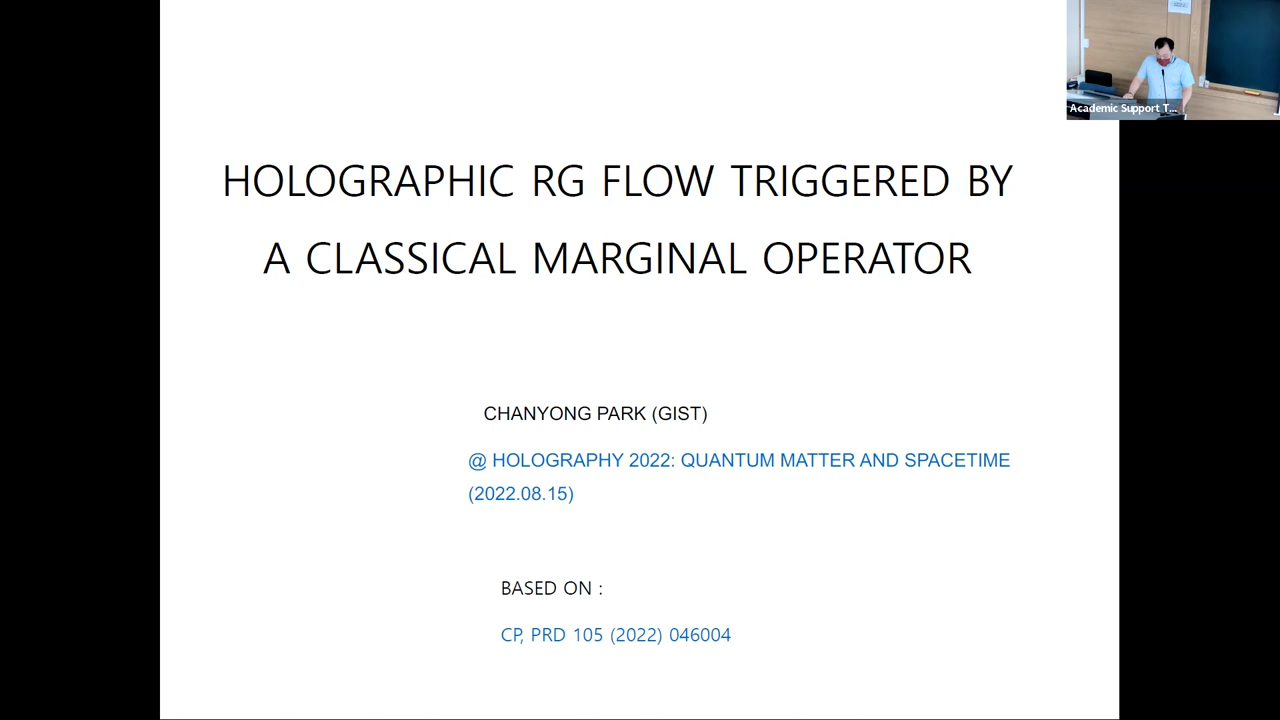 HOLOGRAPHIC RG FLOW TRIGGERED BY
A CLASSICAL MARGINAL OPERATOR
CHANYONG PARK (GIST)
@ HOLOGRAPHY 2022: QUANTUM MATTER AND SPACETIME
(2022.08.15)
BASED ON :
CP, PRD 105 (2022) 046004
Academic Support T...